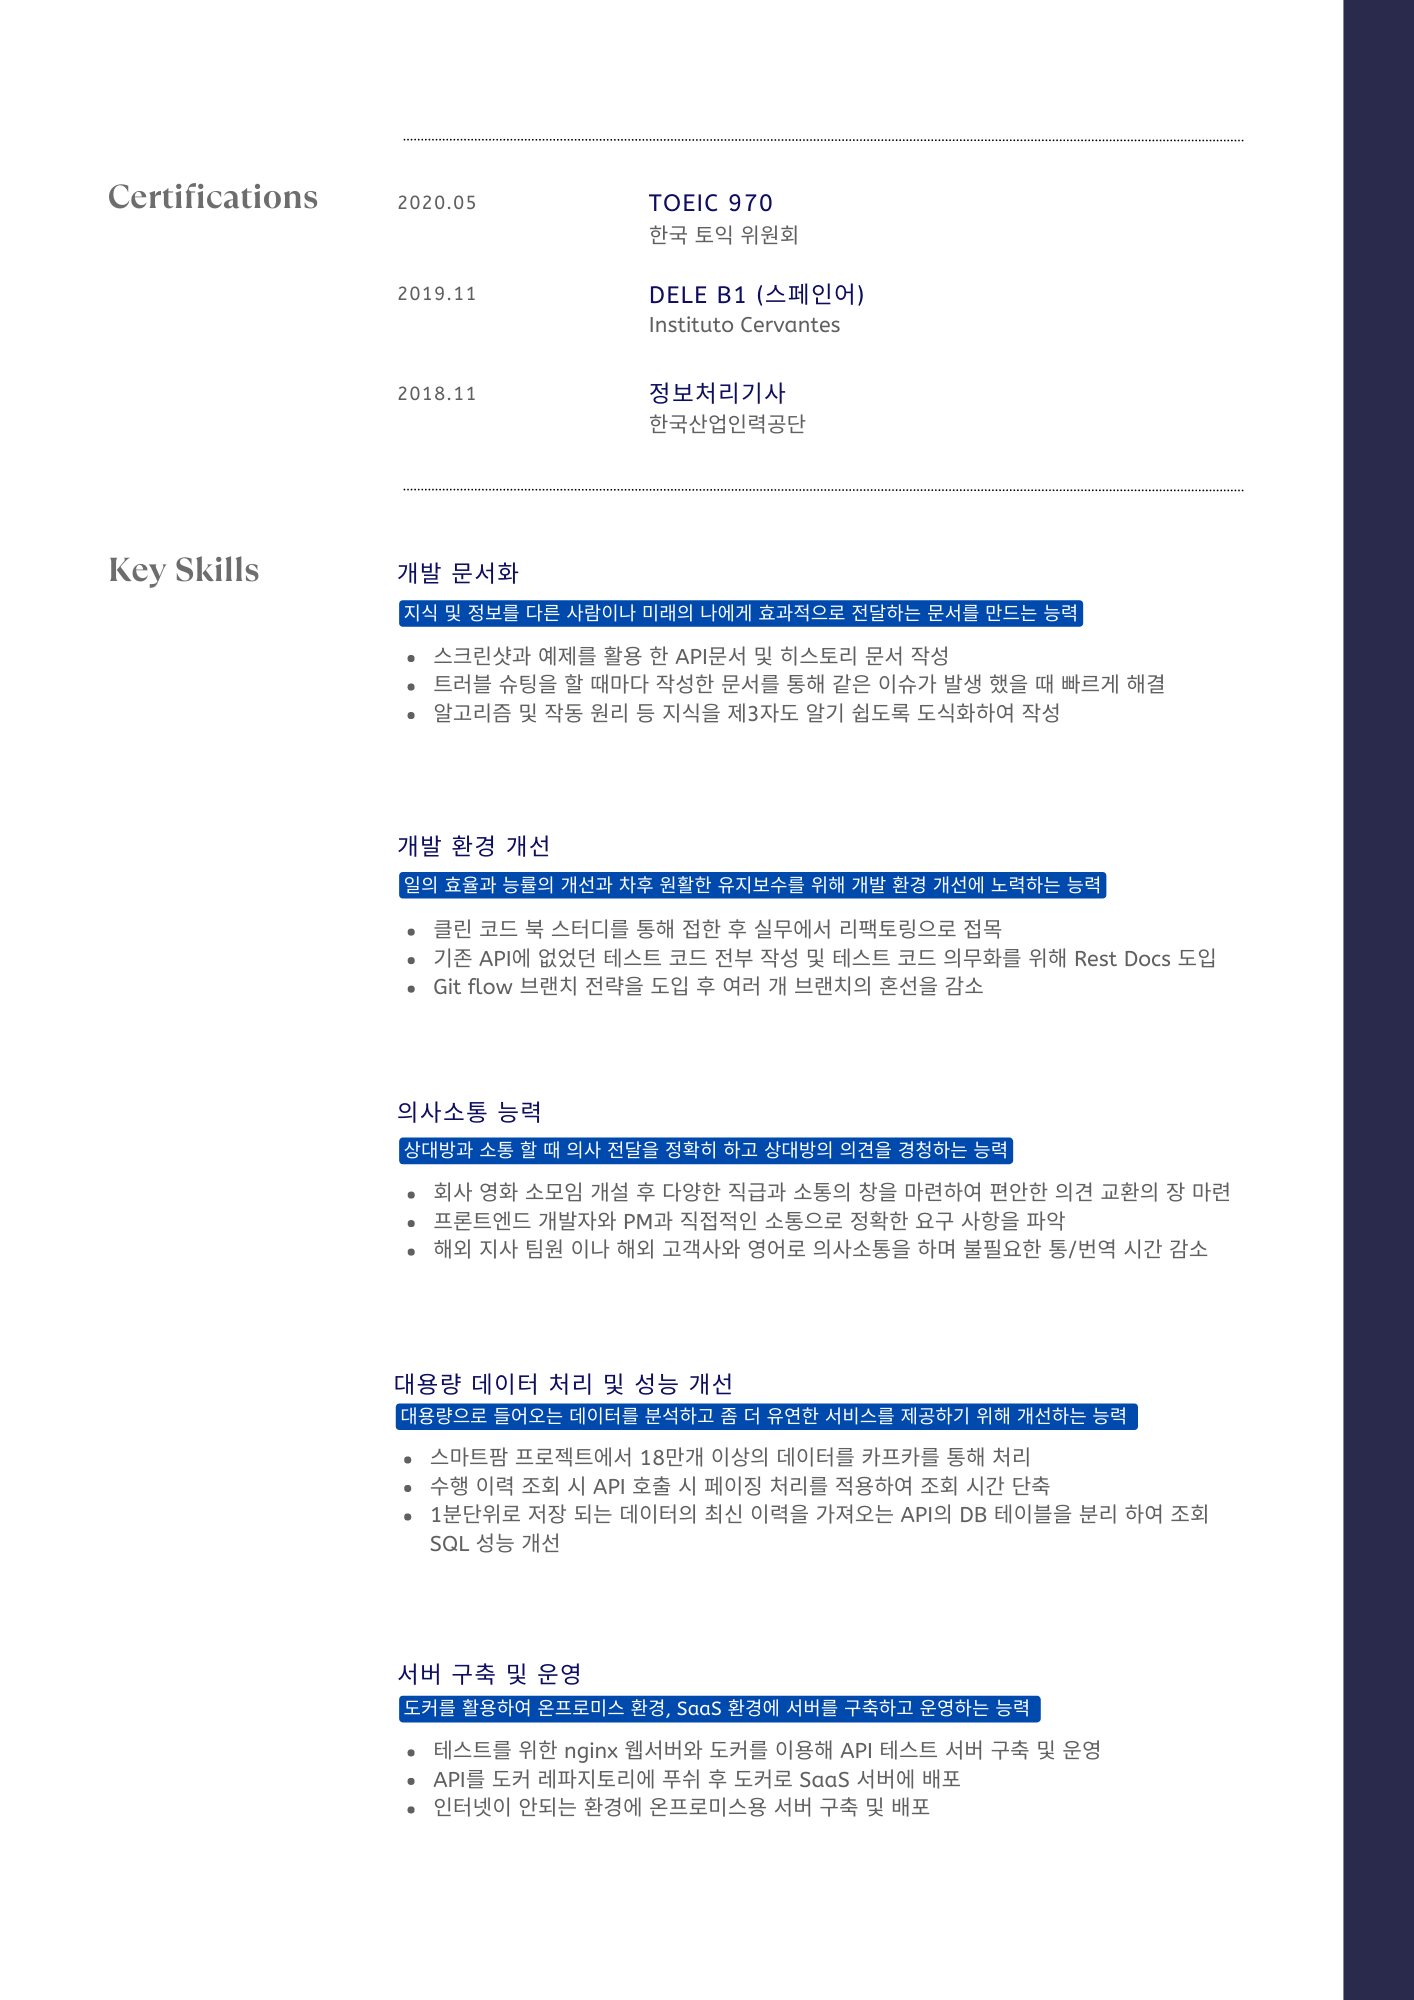 Certifications
2020.05
TOEIC 970
한국 토익 위원회
2019.11
DELE B1 (스페인어)
Instituto Cervantes
2018.11
정보처리기사
한국산업인력공단
Key Skills
개발 문서화
지식 및 정보를 다른 사람이나 미래의 나에게 효과적으로 전달하는 문서를 만드는 능력
● 스크린샷과 예제를 활용 한 API문서 및 히스토리 문서 작성
● 트러블 슈팅을 할 때마다 작성한 문서를 통해 같은 이슈가 발생 했을 때 빠르게 해결
● 알고리즘 및 작동 원리 등 지식을 제3자도 알기 쉽도록 도식화하여 작성
개발 환경 개선
일의 효율과 능률의 개선과 차후 원활한 유지보수를 위해 개발 환경 개선에 노력하는 능력
● 클린 코드 북 스터디를 통해 접한 후 실무에서 리팩토링으로 접목
● 기존 API에 없었던 테스트 코드 전부 작성 및 테스트 코드 의무화를 위해 Rest Docs 도입
● Git flow 브랜치 전략을 도입 후 여러 개 브랜치의 혼선을 감소
의사소통 능력
상대방과 소통 할 때 의사 전달을 정확히 하고 상대방의 의견을 경청하는 능력
● 회사 영화 소모임 개설 후 다양한 직급과 소통의 창을 마련하여 편안한 의견 교환의 장 마련
● 프론트엔드 개발자와 PM과 직접적인 소통으로 정확한 요구 사항을 파악
● 해외 지사 팀원 이나 해외 고객사와 영어로 의사소통을 하며 불필요한 통/번역 시간 감소
대용량 데이터 처리 및 성능 개선
대용량으로 들어오는 데이터를 분석하고 좀 더 유연한 서비스를 제공하기 위해 개선하는 능력
● 스마트팜 프로젝트에서 18만개 이상의 데이터를 카프카를 통해 처리
● 수행 이력 조회 시 API 호출 시 페이징 처리를 적용하여 조회 시간 단축
● 1분단위로 저장 되는 데이터의 최신 이력을 가져오는 API의 DB 테이블을 분리 하여 조회
SQL 성능 개선
서버 구축 및 운영
도커를 활용하여 온프로미스 환경, SaaS 환경에 서버를 구축하고 운영하는 능력
● 테스트를 위한 nginx 웹서버와 도커를 이용해 API 테스트 서버 구축 및 운영
● API를 도커 레파지토리에 푸쉬 후 도커로 SaaS 서버에 배포
● 인터넷이 안되는 환경에 온프로미스용 서버 구축 및 배포